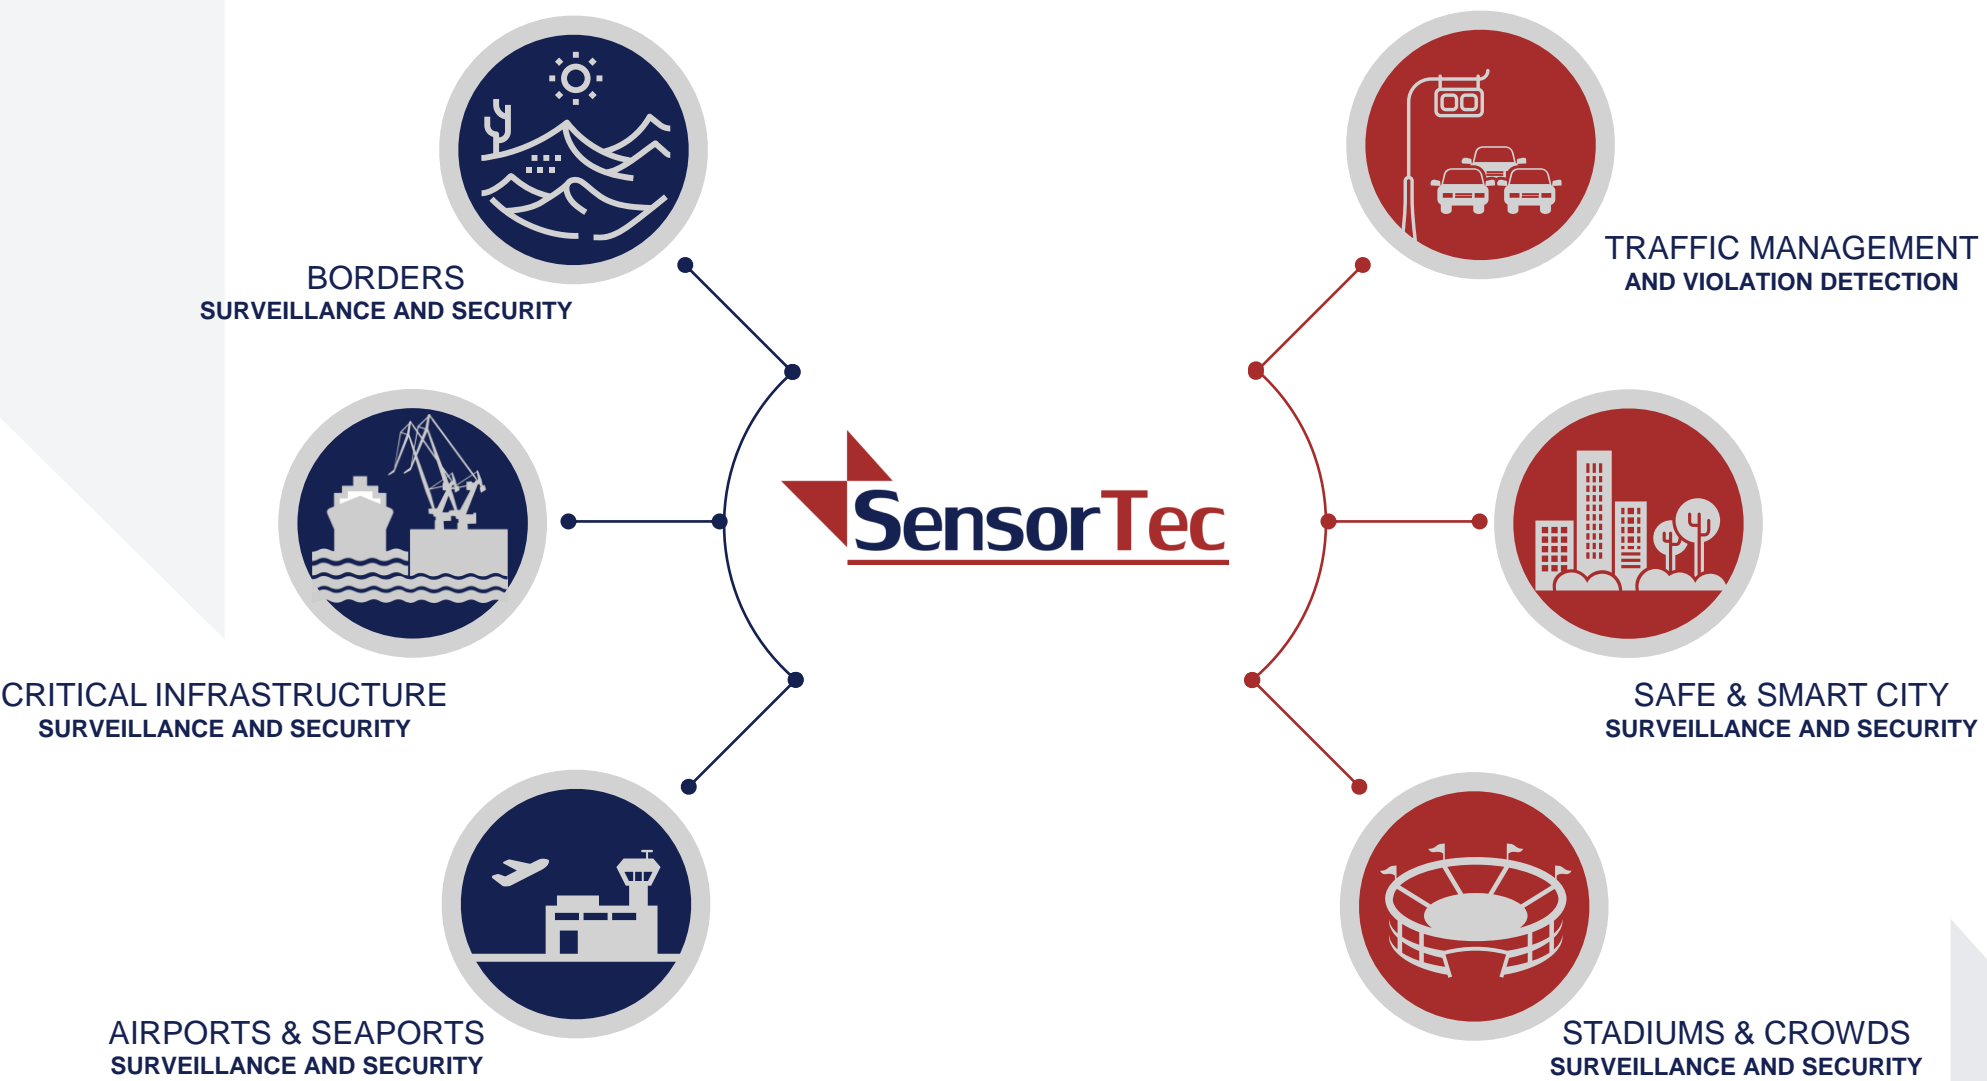 BORDERS
SURVEILLANCE AND SECURITY
TRAFFIC MANAGEMENT
AND VIOLATION DETECTION
SensorTec
CRITICAL INFRASTRUCTURE
SURVEILLANCE AND SECURITY
SAFE & SMART CITY
SURVEILLANCE AND SECURITY
AIRPORTS & SEAPORTS
SURVEILLANCE AND SECURITY
STADIUMS & CROWDS
SURVEILLANCE AND SECURITY